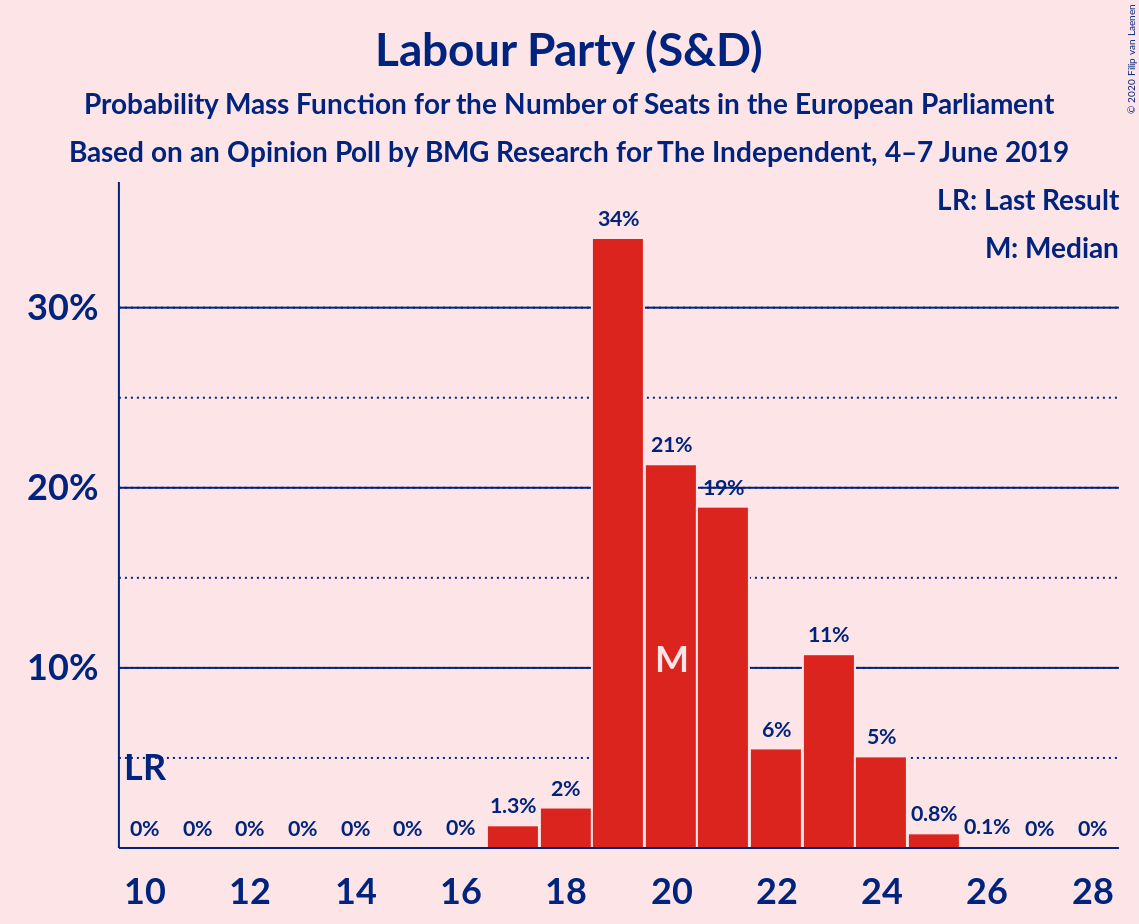 Labour Party (S&D)
Probability Mass Function for the Number of Seats in the European Parliament
Based on an Opinion Poll by BMG Research for The Independent, 4–7 June 2019
© 2020 Filip van Laenen
LR: Last Result
M: Median
34%
30%
21%
20%
19%
11%
M
10%
6%
5%
LR
2%
1.3%
0.8%
0% 0% 0% 0% 0% 0% 0% 0.1% 0% 0%
10 12 14 16 18 20 22 24 26 28